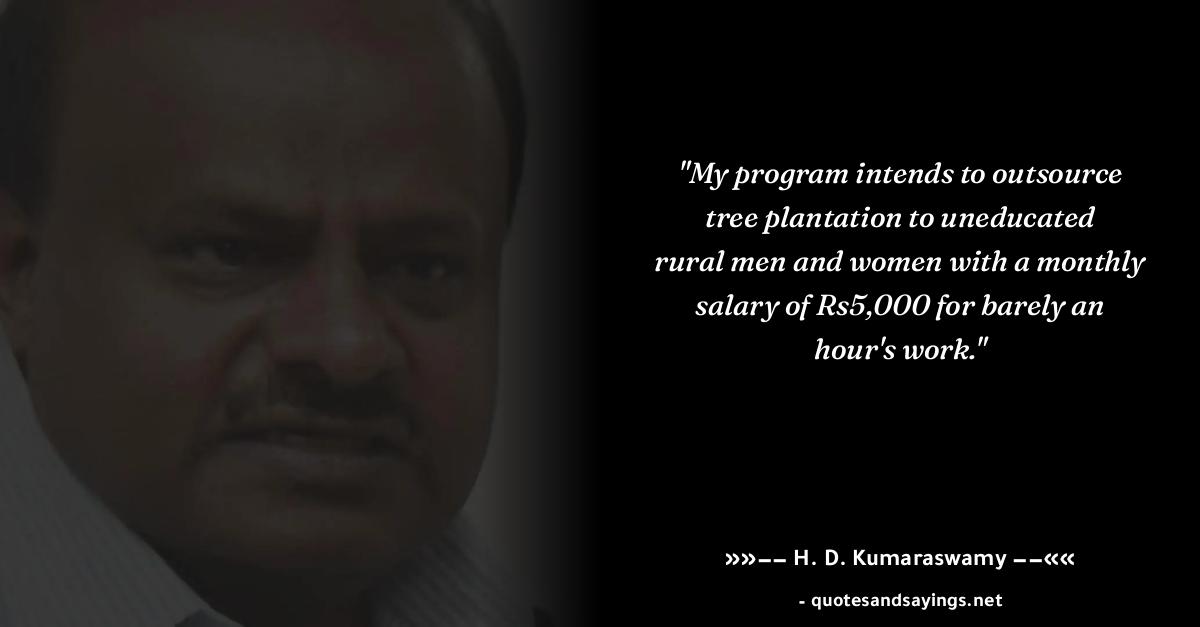 "My program intends to outsource
tree plantation to uneducated
rural men and women with a monthly
salary of Rs5,000 for barely an
hour's work."
»»−− H. D. Kumaraswamy −−««
- quotesandsayings.net